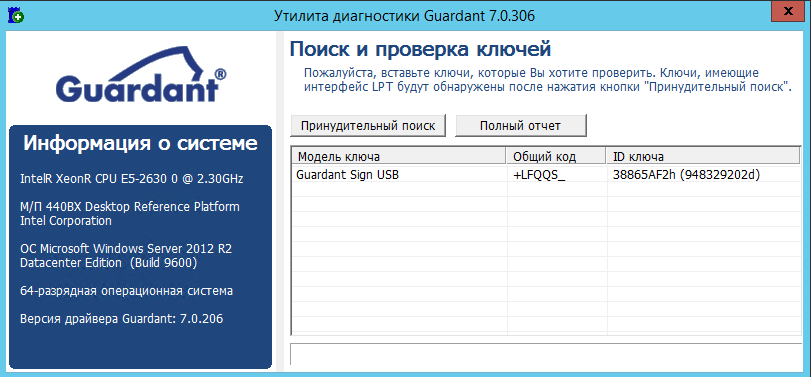 Утилита диагностики Guardant 7.0.306
x
Guardant®
Поиск и проверка ключей
Пожалуйста, вставьте ключи, которые Вы хотите проверить. Ключи, имеющие
интерфейс LPT будут обнаружены после нажатия кнопки "Принудительный поиск".
Принудительный поиск Полный отчет
Модель ключа Общий код ID ключа
Guardant Sign USB +LFQQS_ 38865AF2h (948329202d)
Информация о системе
IntelR XeonR CPU E5-2630 0 @ 2.30GHz
М/П 440BX Desktop Reference Platform
Intel Corporation
ОС Microsoft Windows Server 2012 R2
Datacenter Edition (Build 9600)
64-разрядная операционная система
Версия драйвера Guardant: 7.0.206